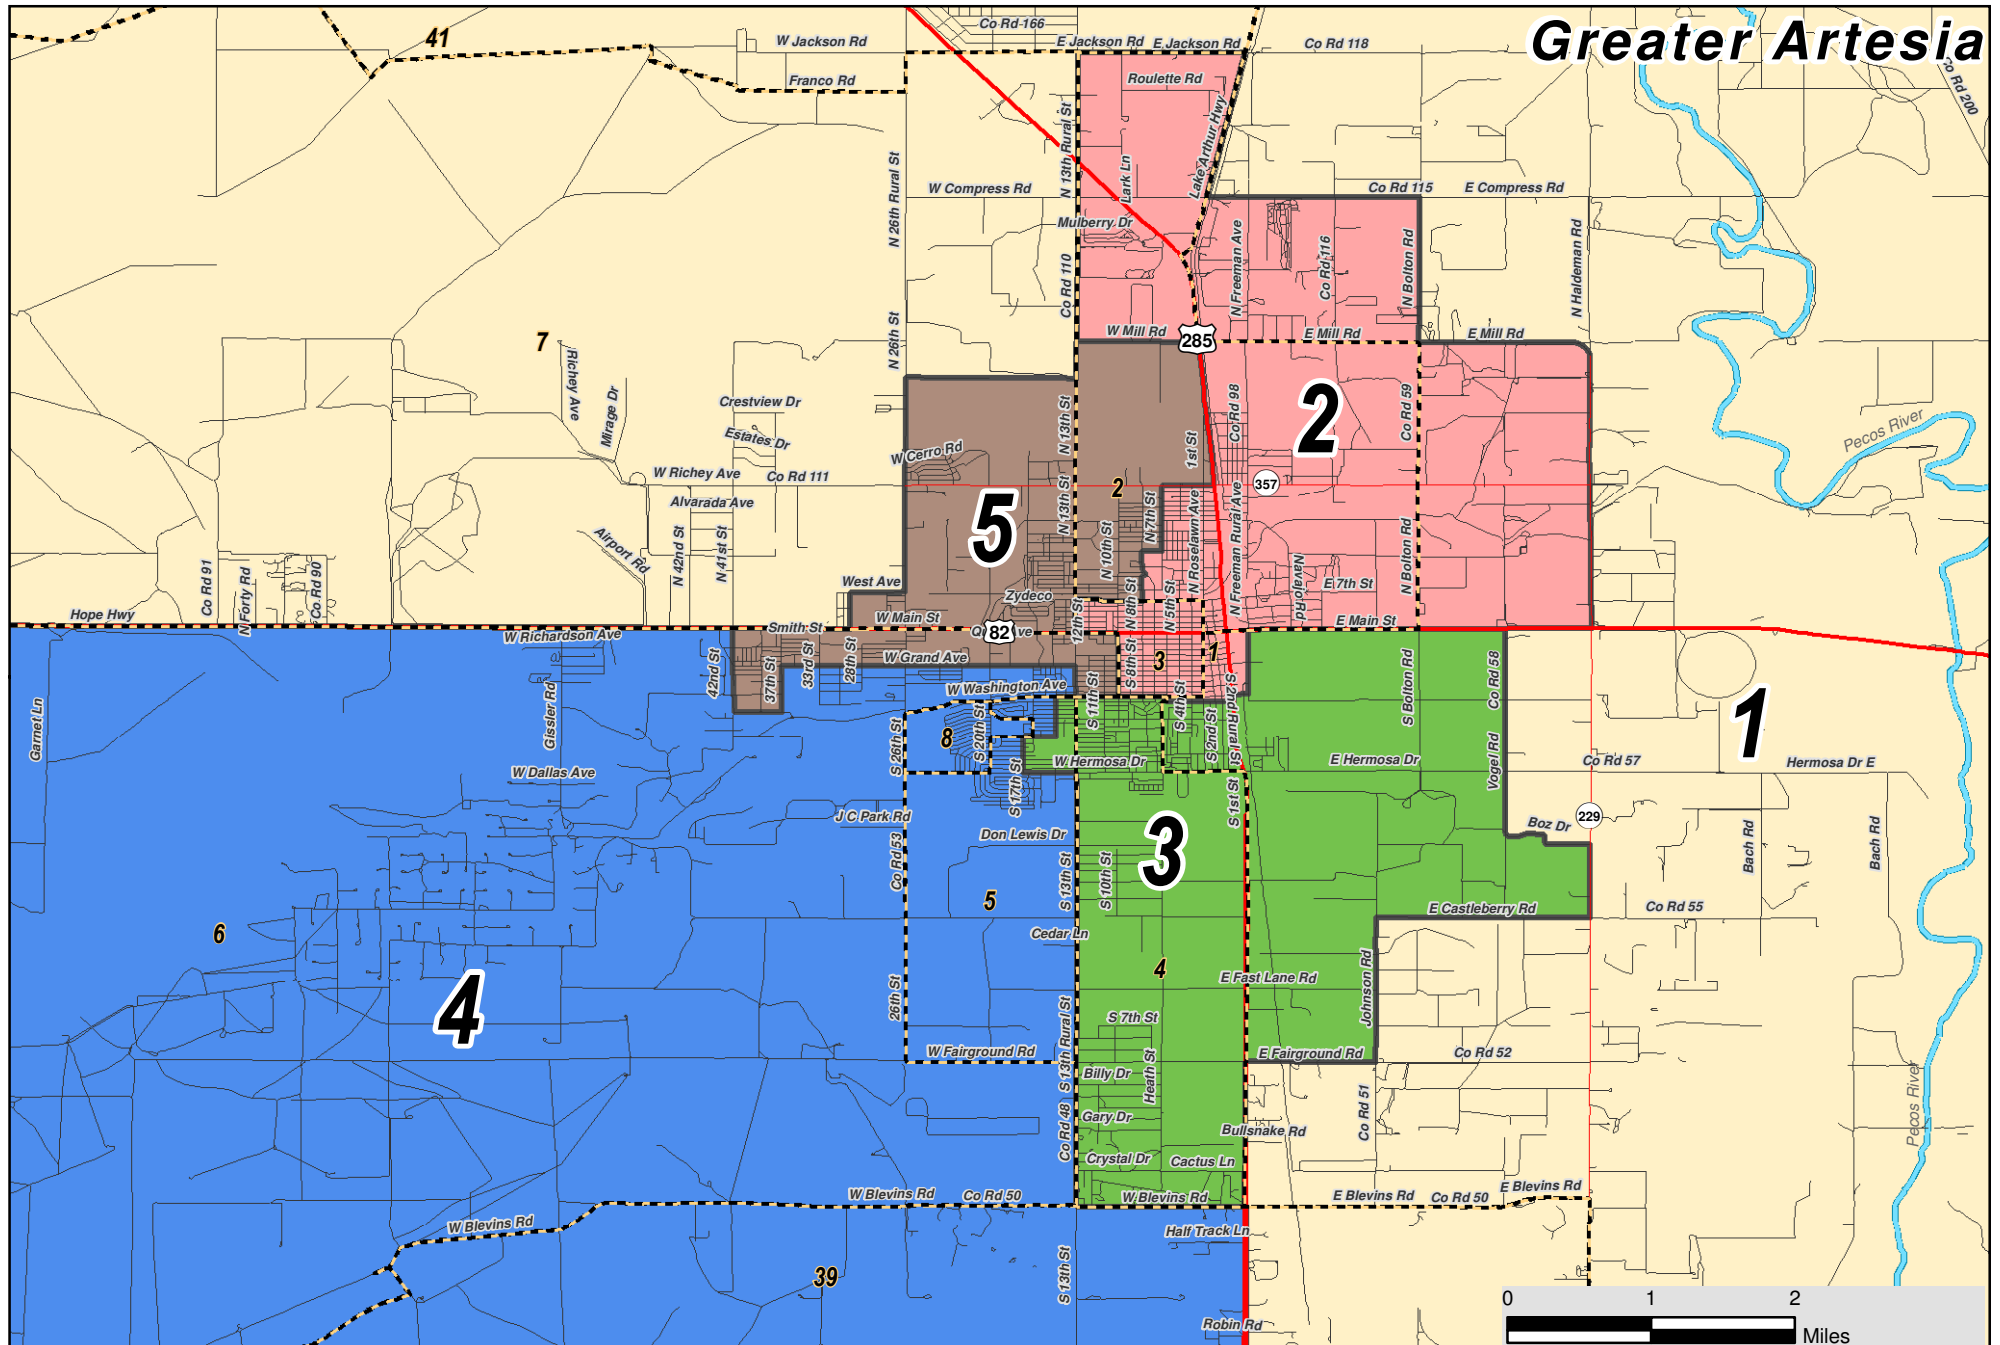 Greater Artesia
Co Rd 166
41
W Jackson Rd
E Jackson Rd
E Jackson Rd
Co Rd 118
Franco Rd
Roulette Rd
Co Rd 200
N 13th Rural St
Lake Arthur Hwy
Lark Ln
N 26th Rural St
W Compress Rd
Co Rd 115
E Compress Rd
Mulberry Dr
N Freeman Ave
Co Rd 116
N Bolton Rd
N Haldeman Rd
Co Rd 110
7
N 26th St
W Mill Rd
285
E Mill Rd
E Mill Rd
Richey Ave
Mirage Dr
Crestview Dr
Estates Dr
W Cerro Rd
N 13th St
1st St
Co Rd 98
2
Co Rd 59
Pecos River
W Richey Ave
Co Rd 111
Alvarada Ave
5
N 13th St
2
N 7th St
N Roselawn Ave
357
N Freeman Rural Ave
Airport Rd
N 42nd St
N 41st St
N 10th St
N Bolton Rd
Co Rd 91
N Forty Rd
Co Rd 90
West Ave
Zydeco
N 8th St
N 5th St
Navajo Rd
E 7th St
Hope Hwy
W Richardson Ave
Smith St
W Main St
82
12th St
E Main St
42nd St
37th St
33rd St
28th St
W Grand Ave
S 8th St
3
1
S Bolton Rd
Co Rd 58
Garnet Ln
Gissler Rd
W Washington Ave
S 11th St
S 4th St
S 2nd St
S 2nd Rural St
1
S 26th St
8
S 20th St
W Dallas Ave
S 17th St
W Hermosa Dr
E Hermosa Dr
Vogel Rd
Co Rd 57
Hermosa Dr E
J C Park Rd
Don Lewis Dr
S 1st St
3
Boz Dr
229
Bach Rd
Bach Rd
Co Rd 53
S 13th St
S 10th St
5
6
Cedar Ln
E Castleberry Rd
Co Rd 55
4
4
26th St
E Fast Lane Rd
Johnson Rd
S 7th St
S 13th Rural St
W Fairground Rd
E Fairground Rd
Co Rd 52
Billy Dr
Heath St
Co Rd 48
Gary Dr
Bullsnake Rd
Co Rd 51
Pecos River
Crystal Dr
Cactus Ln
W Blevins Rd
Co Rd 50
W Blevins Rd
E Blevins Rd
Co Rd 50
E Blevins Rd
W Blevins Rd
Half Track Ln
39
S 13th St
Robin Rd
0 1 2
Miles